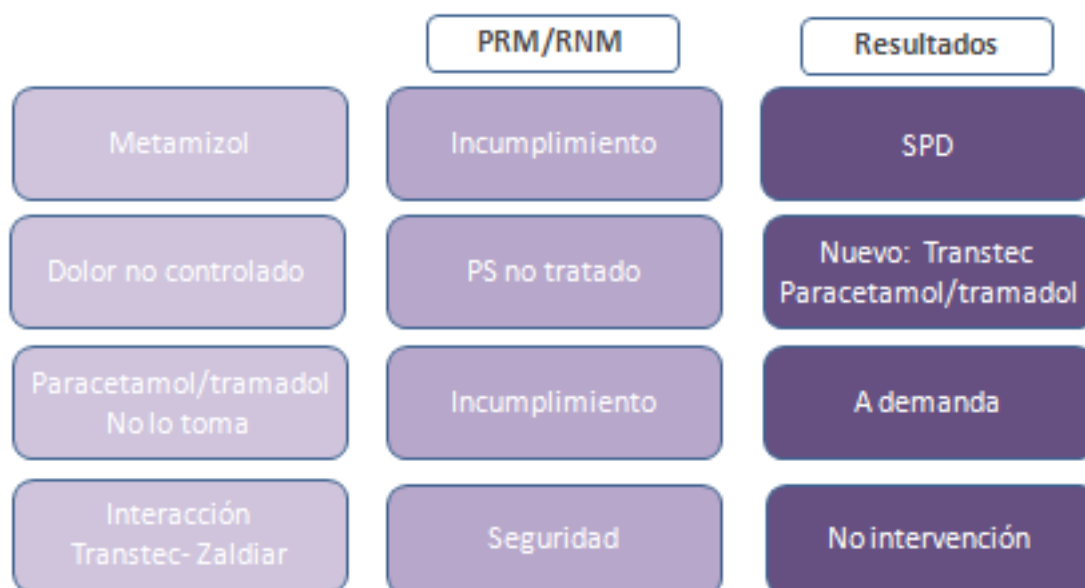 PRM/RNM
Resultados
Metamizol
Incumplimiento
SPD
Dolor no controlado
PS no tratado
Nuevo: Transtec
Paracetamol/tramadol
Paracetamol/tramadol
No lo toma
Incumplimiento
A demanda
Interacción
Transtec- Zaldiar
Seguridad
No intervención